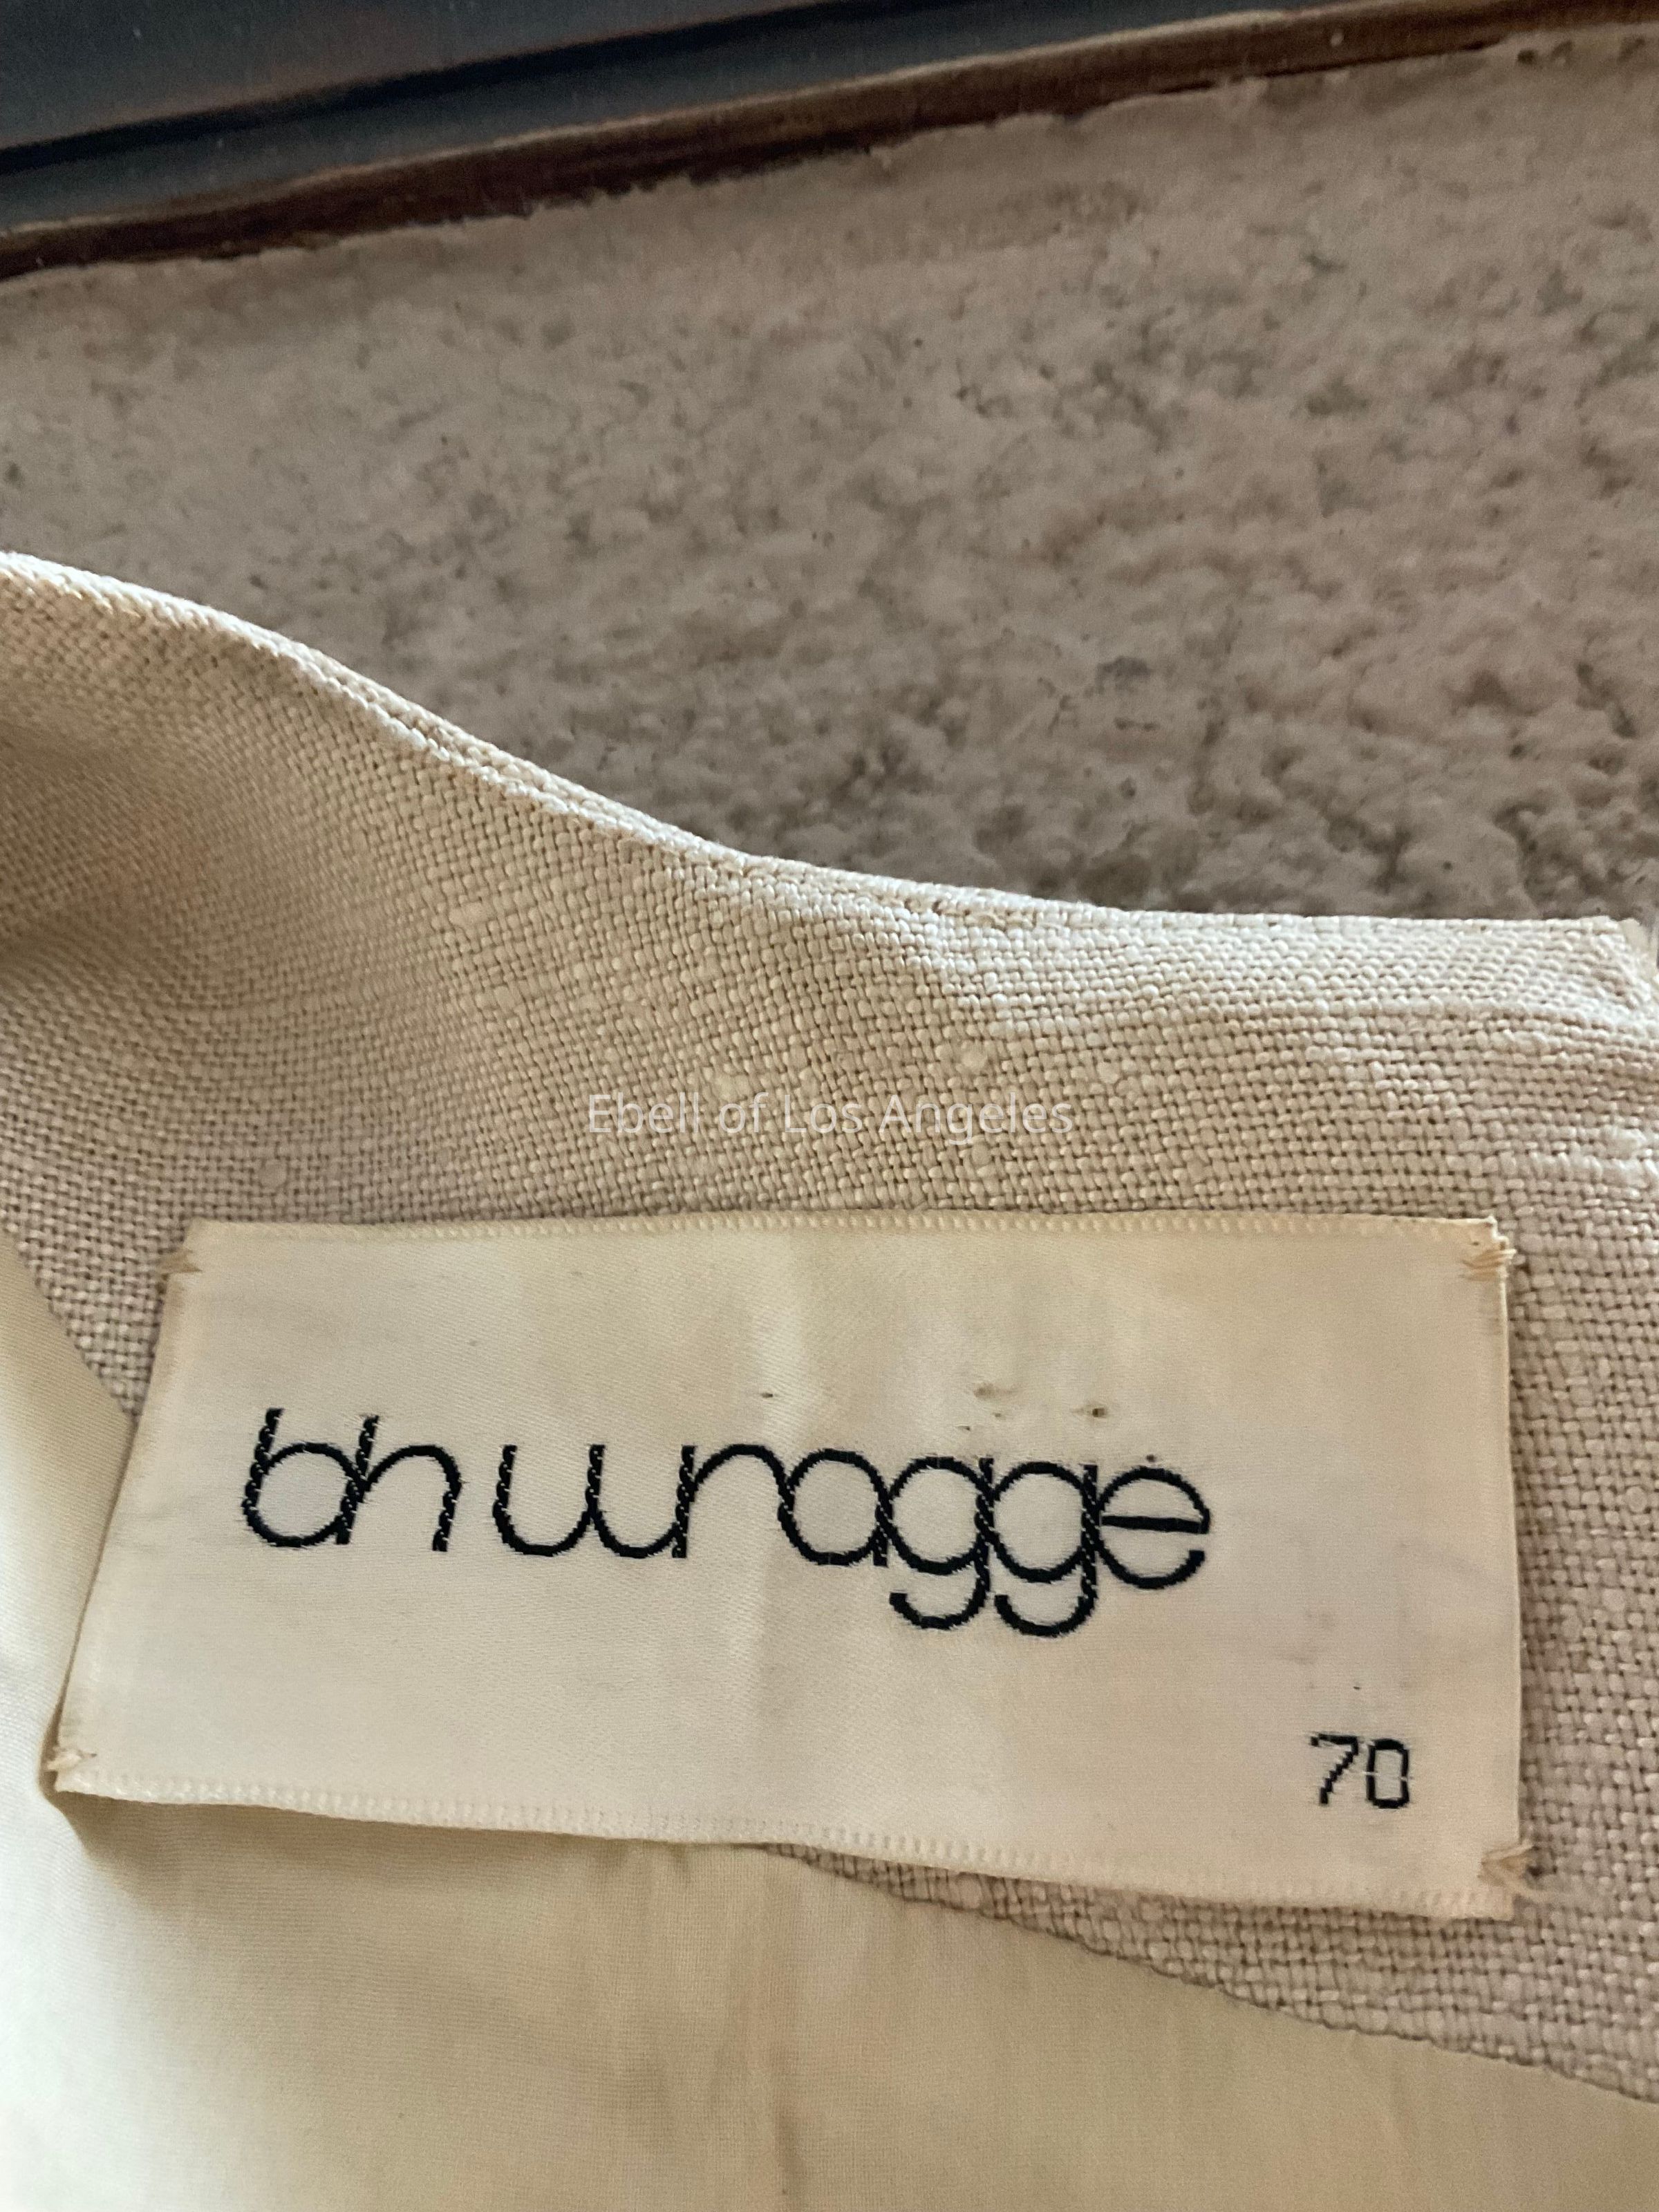 Ebell of Los Angeles
bh wragge
70